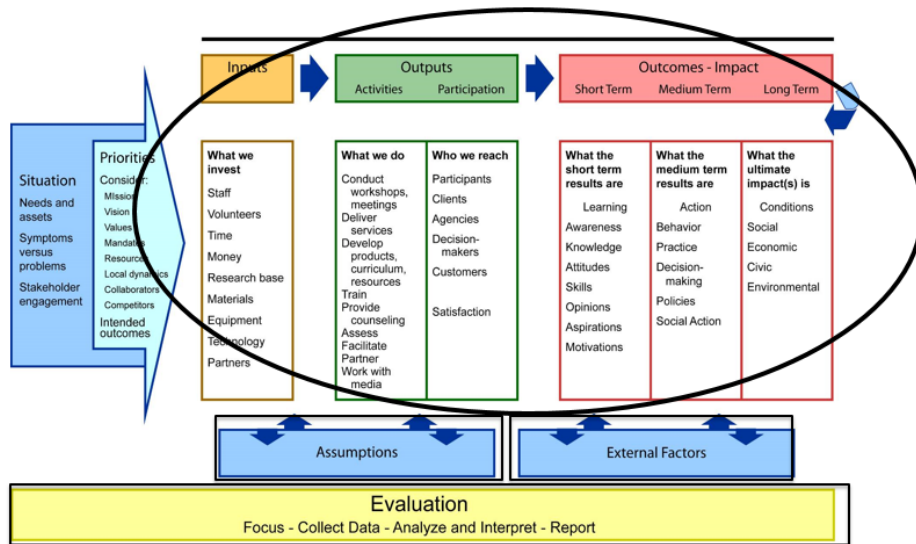 Inputs
Outputs
Activities Participation
Outcomes - Impact
Short Term Medium Term Long Term
Situation
Needs and
assets
Symptoms
versus
problems
Stakeholder
engagement
Priorities
Consider:
MIssion
Vision
Values
Mandates
Resources
Local dynamics
Collaborators
Competitors
Intended
outcomes
What we
invest
Staff
Volunteers
Time
Money
Research base
Materials
Equipment
Technology
Partners
What we do
Conduct
workshops,
meetings
Deliver
services
Develop
products,
curriculum,
resources
Train
Provide
counseling
Assess
Facilitate
Partner
Work with
media
Who we reach
Participants
Clients
Agencies
Decision-
makers
Customers
Satisfaction
What the
short term
results are
Learning
Awareness
Knowledge
Attitudes
Skills
Opinions
Aspirations
Motivations
What the
medium term
results are
Action
Behavior
Practice
Decision-
making
Policies
Social Action
What the
ultimate
impact(s) is
Conditions
Social
Economic
Civic
Environmental
Assumptions
External Factors
Evaluation
Focus - Collect Data - Analyze and Interpret - Report